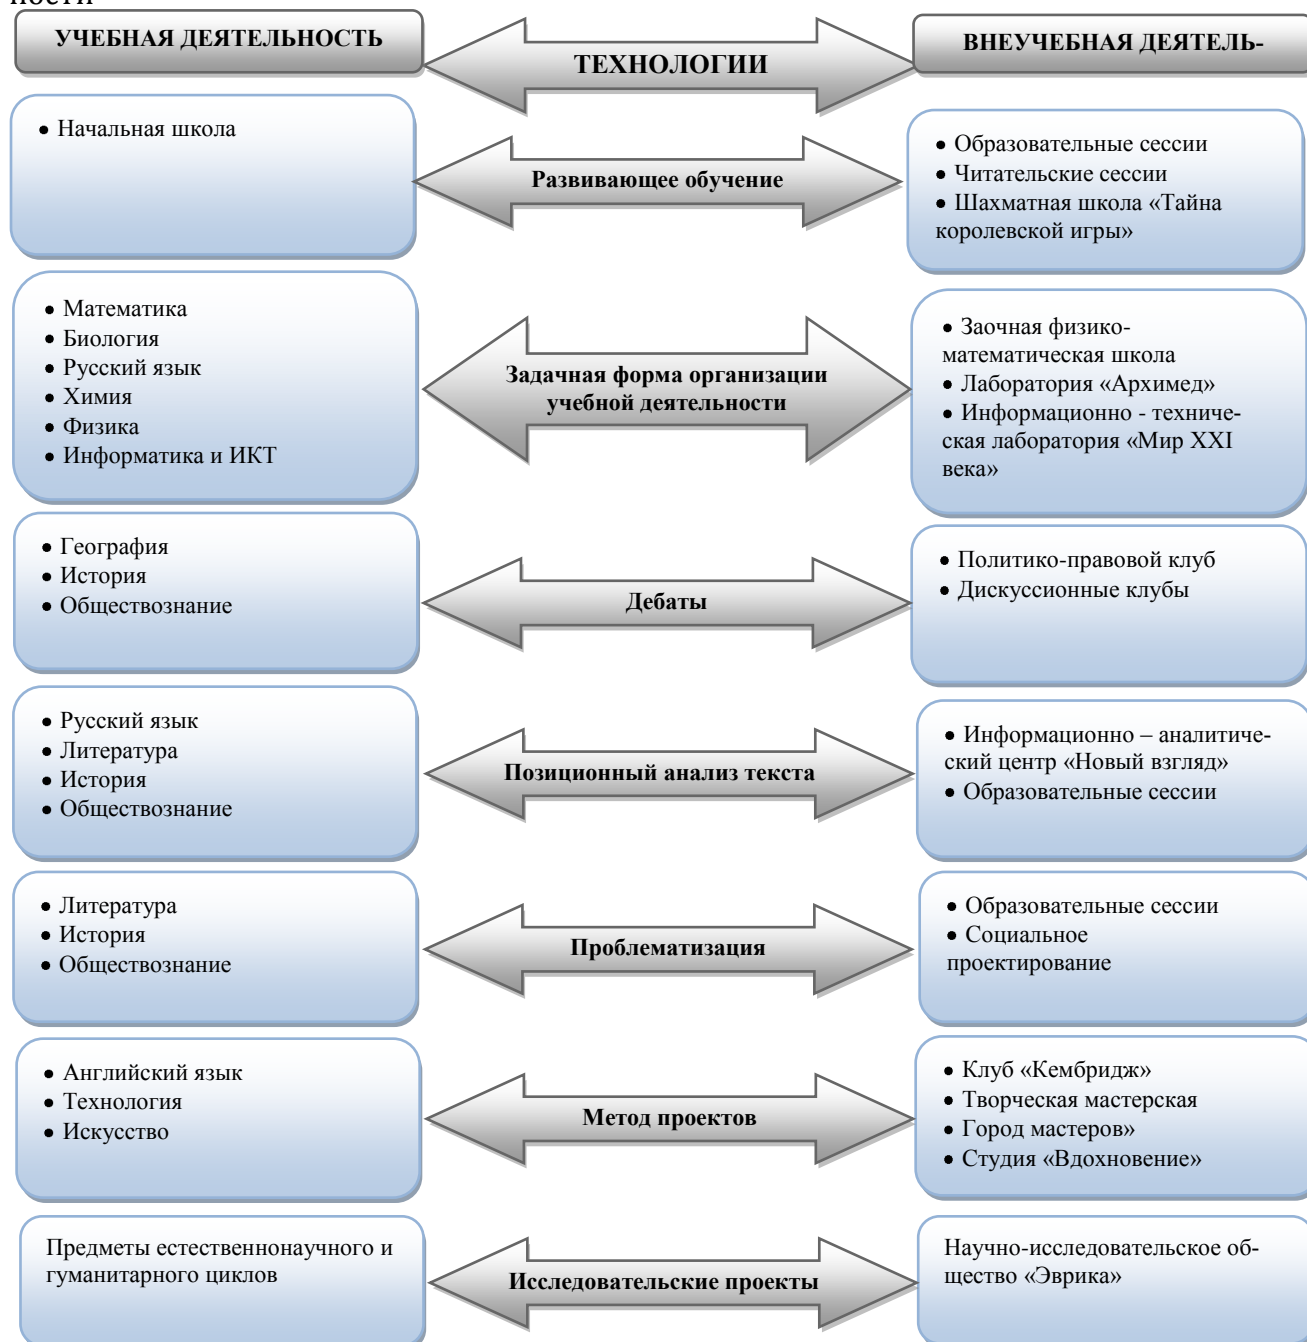 ности
УЧЕБНАЯ ДЕЯТЕЛЬНОСТЬ
ТЕХНОЛОГИИ
ВНЕУЧЕБНАЯ ДЕЯТЕЛЬ-
• Начальная школа
Развивающее обучение
• Образовательные сессии
• Читательские сессии
• Шахматная школа «Тайна
королевской игры»
• Математика
• Биология
• Русский язык
• Химия
• Физика
• Информатика и ИКТ
Задачная форма организации
учебной деятельности
• Заочная физико-
математическая школа
• Лаборатория «Архимед»
• Информационно - техниче-
ская лаборатория «Мир XXI
века»
• География
• История
• Обществознание
Дебаты
• Политико-правовой клуб
• Дискуссионные клубы
• Русский язык
• Литература
• История
• Обществознание
Позиционный анализ текста
• Информационно – аналитиче-
ский центр «Новый взгляд»
• Образовательные сессии
• Литература
• История
• Обществознание
Проблематизация
• Образовательные сессии
• Социальное
проектирование
• Английский язык
• Технология
• Искусство
Метод проектов
• Клуб «Кембридж»
• Творческая мастерская
• Город мастеров»
• Студия «Вдохновение»
Предметы естественнонаучного и
гуманитарного циклов
Исследовательские проекты
Научно-исследовательское об-
щество «Эврика»